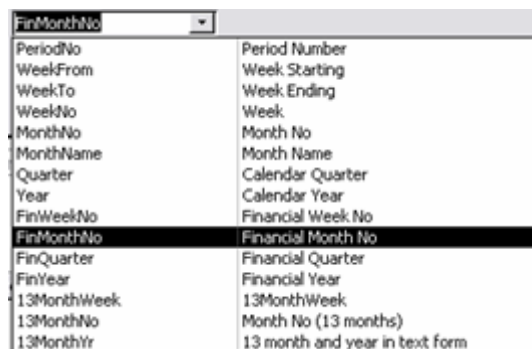 FinMonthNo
PeriodNo Period Number
WeekFrom Week Starting
WeekTo Week Ending
WeekNo Week
MonthNo Month No
MonthName Month Name
Quarter Calendar Quarter
Year Calendar Year
FinWeekNo Financial Week No
FinMonthNo Financial Month No
FinQuarter Financial Quarter
FinYear Financial Year
13MonthWeek 13MonthWeek
13MonthNo Month No (13 months)
13MonthYr 13 month and year in text form